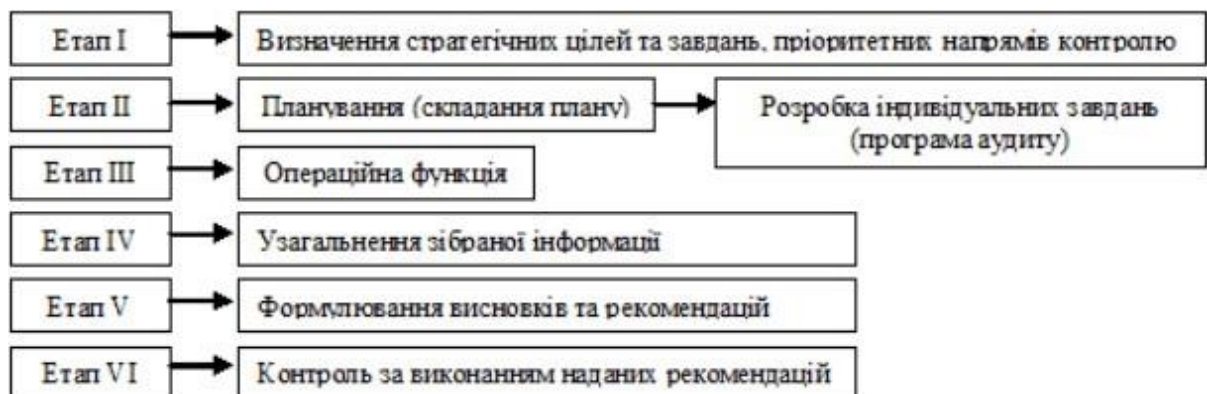 Етап I
Визначення стратегічних цілей та завдань, пріоритетних напрямів контролю
Етап II
Планування (складання плану)
Розробка індивідуальних завдань
(програма аудиту)
Етап III
Операційна функція
Етап IV
Узагальнення зібраної інформації
Етап V
Формулювання висновків та рекомендацій
Етап VI
Контроль за виконанням наданих рекомендацій